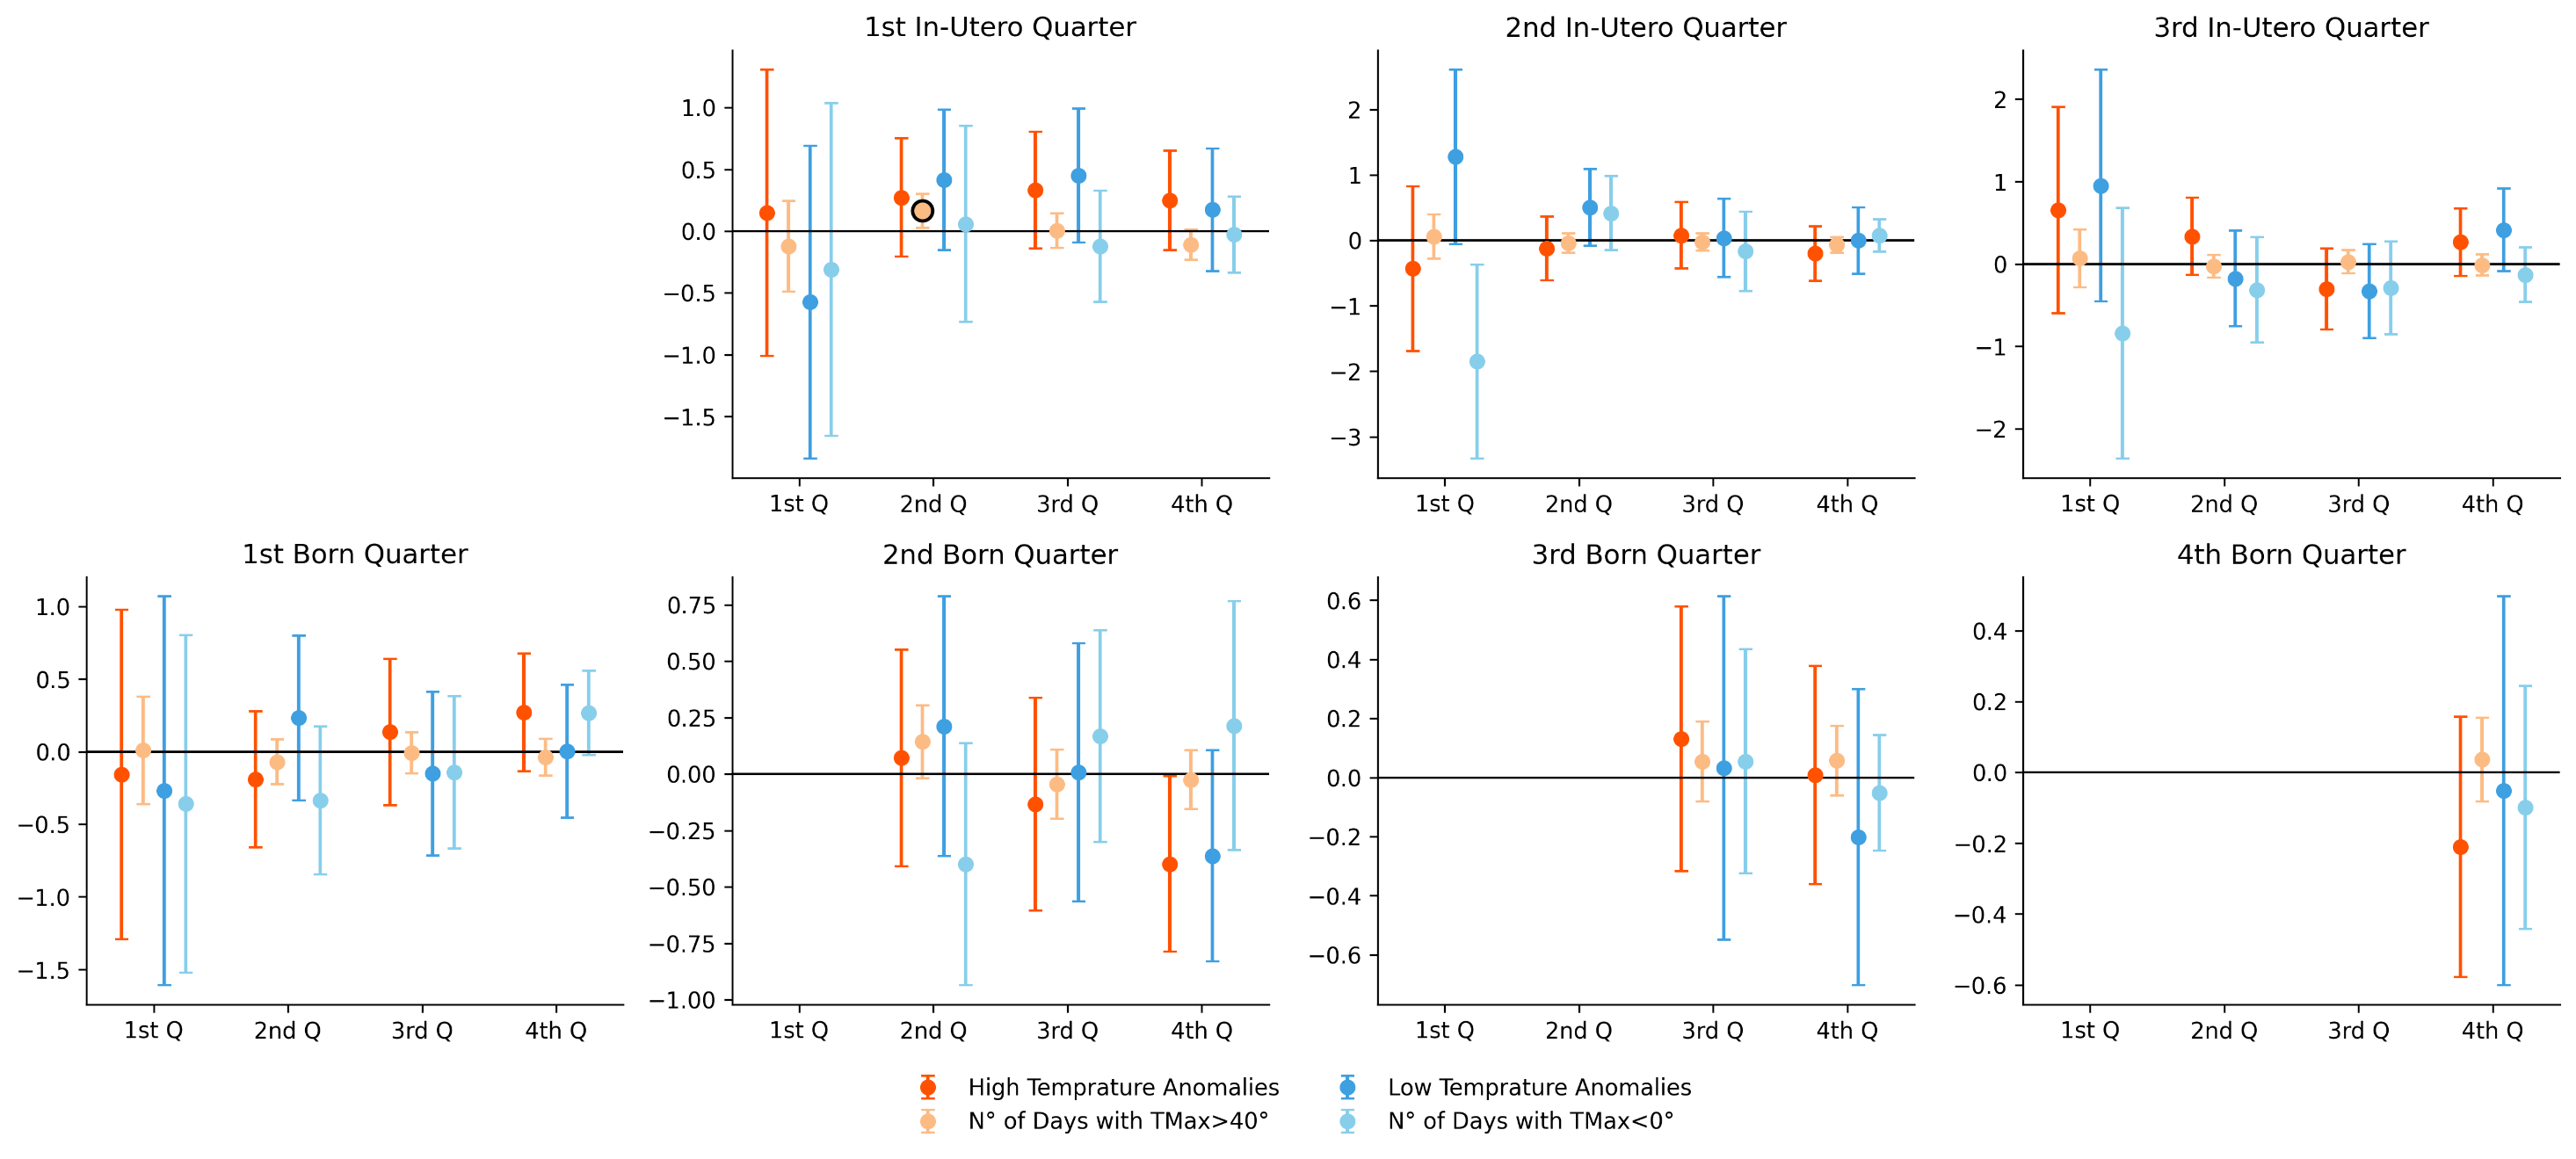 1st In-Utero Quarter
1.0
0.5
0.0
−0.5
−1.0
−1.5
1st Q 2nd Q 3rd Q 4th Q
2nd In-Utero Quarter
2
1
0
−1
−2
−3
1st Q 2nd Q 3rd Q 4th Q
3rd In-Utero Quarter
2
1
0
−1
−2
1st Q 2nd Q 3rd Q 4th Q
1st Born Quarter
1.0
0.5
0.0
−0.5
−1.0
−1.5
1st Q 2nd Q 3rd Q 4th Q
2nd Born Quarter
0.75
0.50
0.25
0.00
−0.25
−0.50
−0.75
−1.00
1st Q 2nd Q 3rd Q 4th Q
3rd Born Quarter
0.6
0.4
0.2
0.0
−0.2
−0.4
−0.6
1st Q 2nd Q 3rd Q 4th Q
4th Born Quarter
0.4
0.2
0.0
−0.2
−0.4
−0.6
1st Q 2nd Q 3rd Q 4th Q
High Temprature Anomalies
N° of Days with TMax>40°
Low Temprature Anomalies
N° of Days with TMax<0°